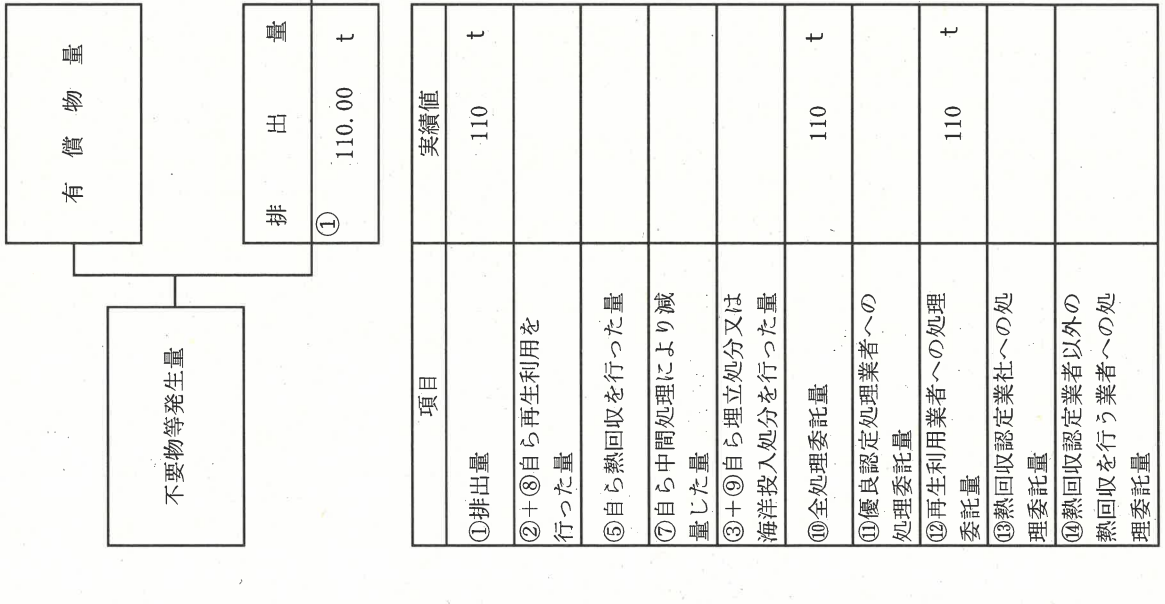 有償物量
不要物等発生量
排出量
①
110.00 t
項目 実績値
①排出量 110 t
②＋⑧自ら再生利用を
行った量
⑤自ら熱回収を行った量
⑦自ら中間処理により減
量した量
③＋⑨自ら埋立処分又は
海洋投入処分を行った量
⑩全処理委託量 110 t
⑪優良認定処理業者への
処理委託量
⑫再生利用業者への処理
委託量 110 t
⑬熱回収認定業社への処
理委託量
⑭熱回収認定業者以外の
熱回収を行う業者への処
理委託量